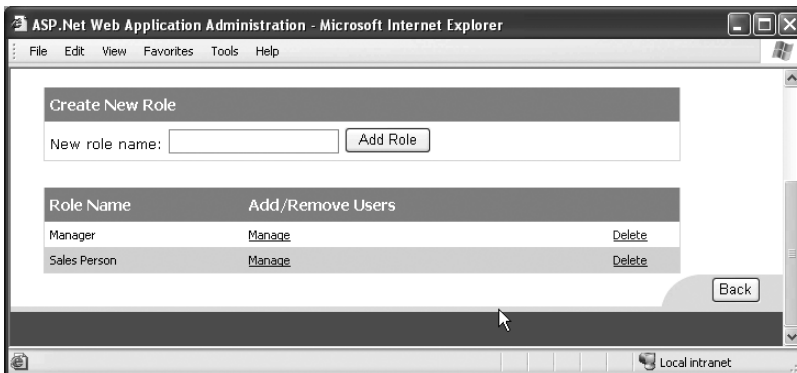 ASP.Net Web Application Administration - Microsoft Internet Explorer
File Edit View Favorites Tools Help
Create New Role
New role name: Add Role
Role Name Add/Remove Users
Manager Manage Delete
Sales Person Manage Delete
Back
Local intranet